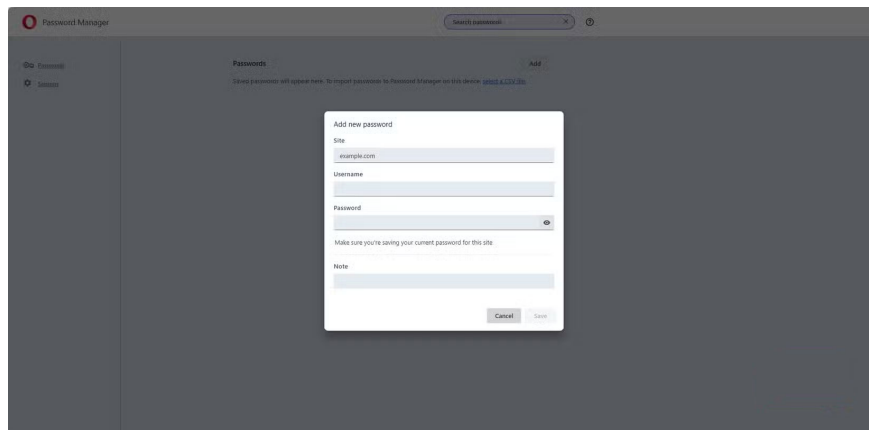 Password Manager
Search passwords
Passwords
Settings
Passwords
Add
Saved passwords will appear here. To import passwords to Password Manager on this device, select a CSV file.
Add new password
Site
example.com
Username
Password
Make sure you're saving your current password for this site
Note
Cancel
Save